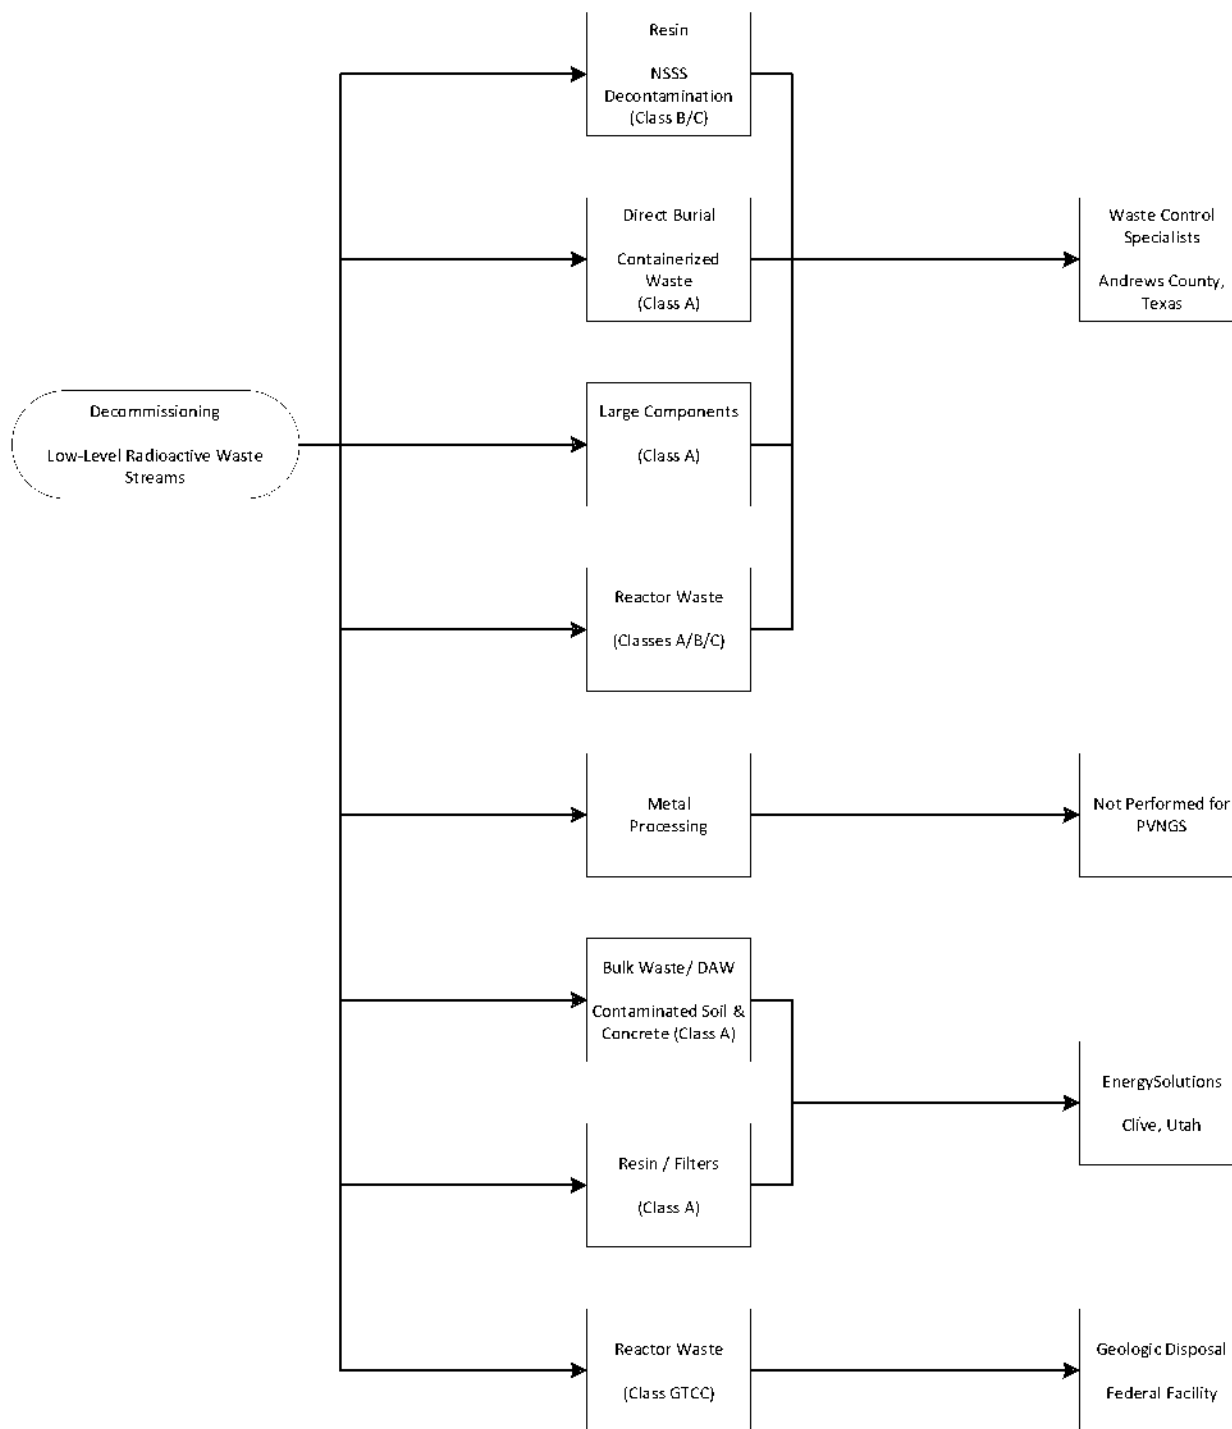 Resin
NSSS
Decontamination
(Class B/C)
Direct Burial
Containerized
Waste
(Class A)
Waste Control
Specialists
Andrews County,
Texas
Decommissioning
Low-Level Radioactive Waste
Streams
Large Components
(Class A)
Reactor Waste
(Classes A/B/C)
Metal
Processing
Not Performed for
PVNGS
Bulk Waste/ DAW
Contaminated Soil &
Concrete (Class A)
Resin / Filters
(Class A)
EnergySolutions
Clive, Utah
Reactor Waste
(Class GTCC)
Geologic Disposal
Federal Facility